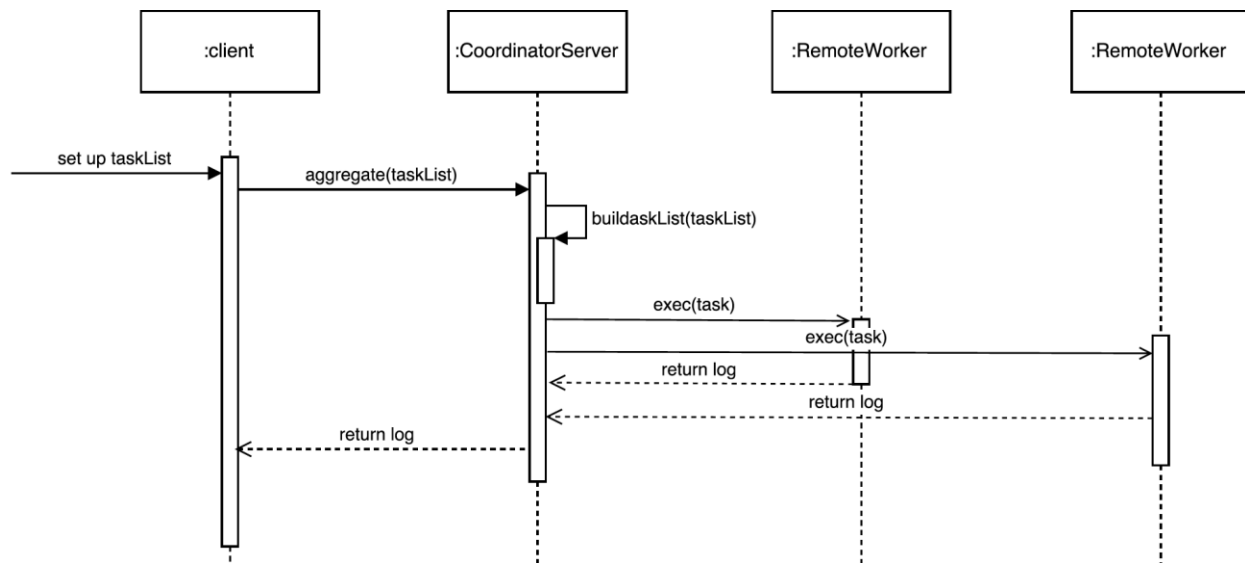 :client
:CoordinatorServer
:RemoteWorker
:RemoteWorker
set up taskList
aggregate(taskList)
buildaskList(taskList)
exec(task)
exec(task)
return log
return log
return log